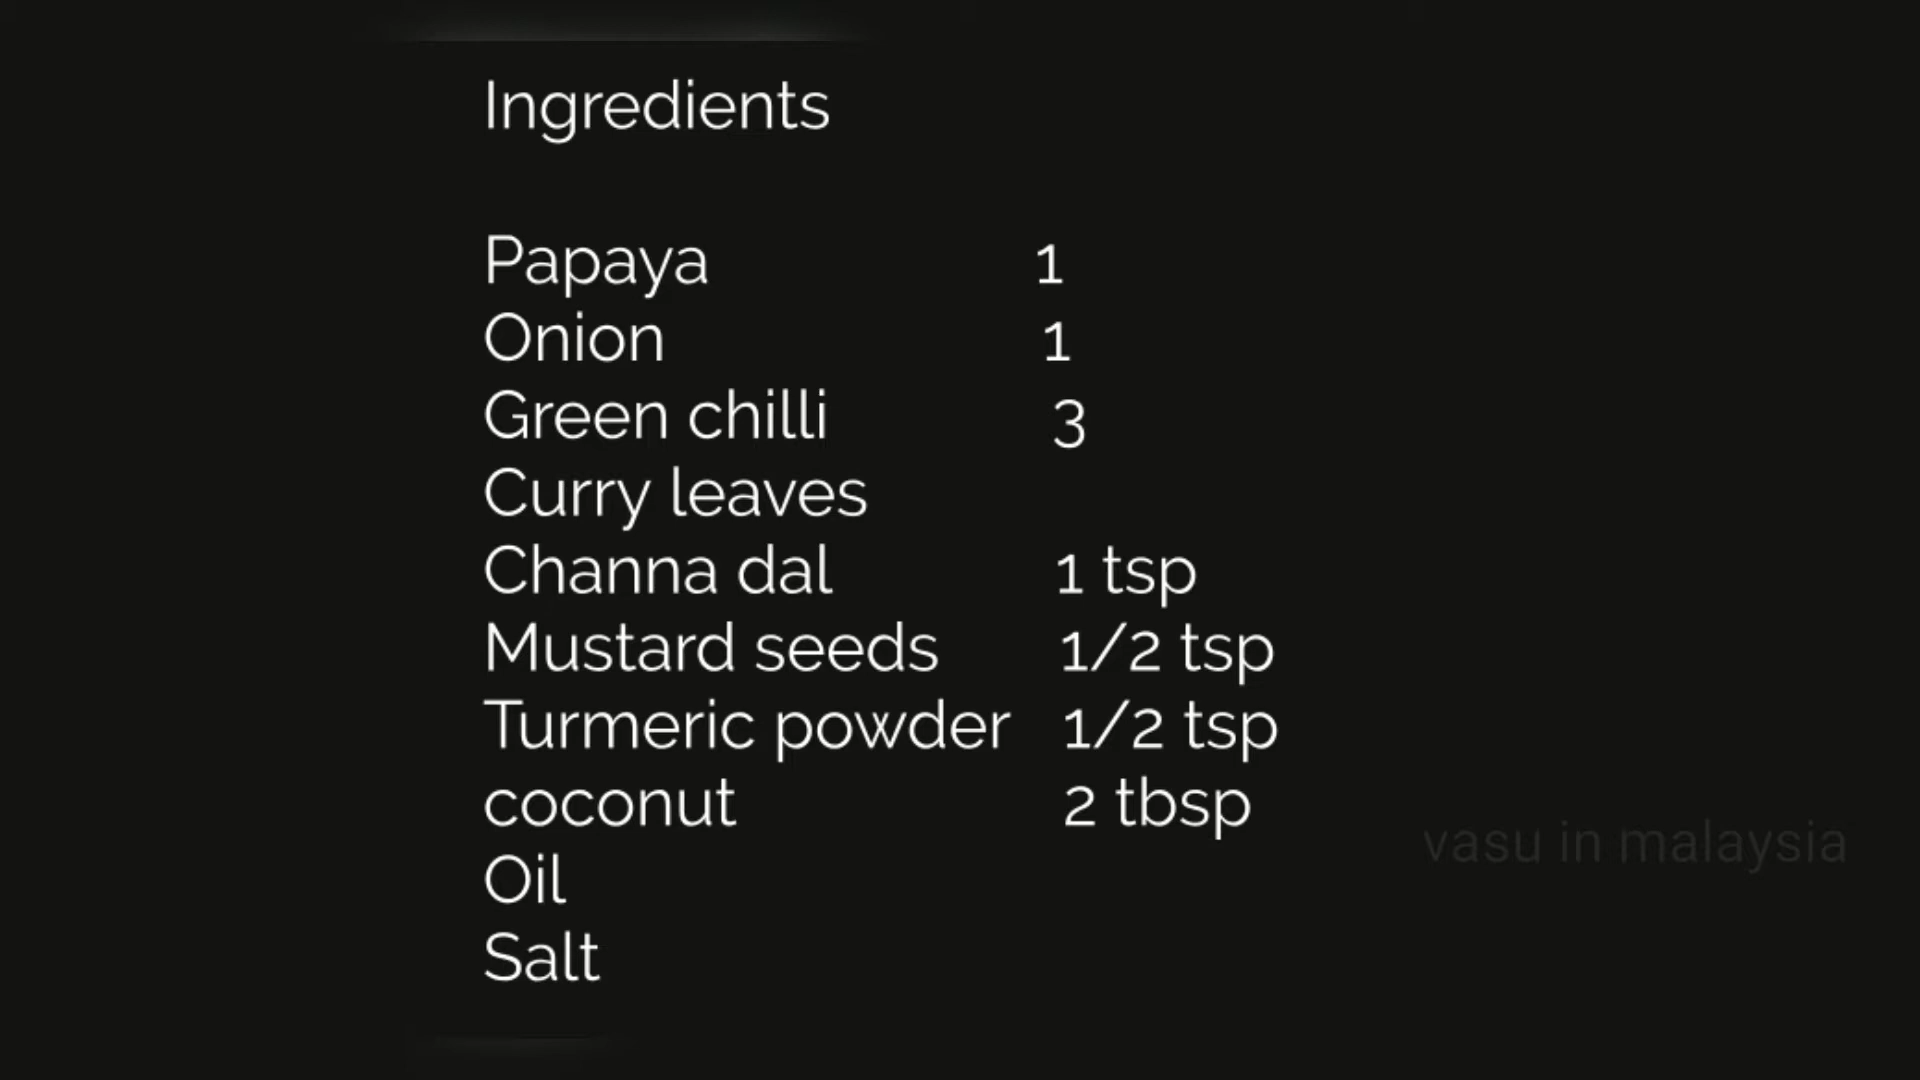 Ingredients
Papaya 1
Onion 1
Green chilli 3
Curry leaves
Channa dal 1 tsp
Mustard seeds 1/2 tsp
Turmeric powder 1/2 tsp
coconut 2 tbsp
vasu in malaysia
Oil
Salt